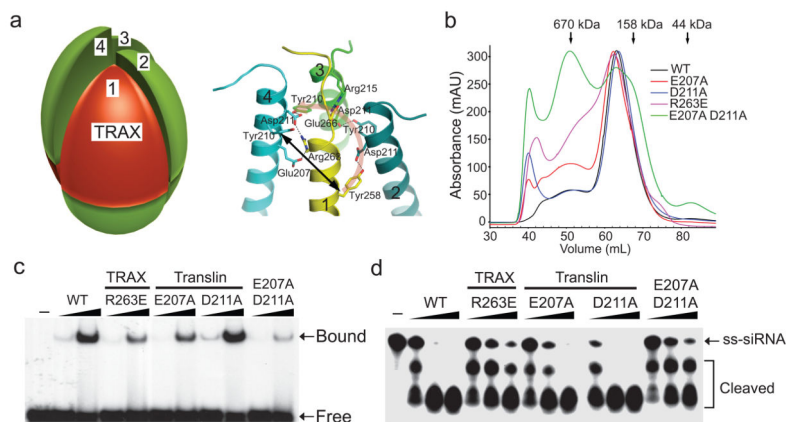 a
4
3
2
1
TRAX
3
4
Tyr210
Arg215
Asp211
Asp211
Glu266
Tyr210
Tyr210
Arg263
Asp211
Glu207
2
1
Tyr258
b
670 kDa 158 kDa 44 kDa
Absorbance (mAU)
300
250
200
150
100
50
0
30 40 50 60 70 80
Volume (mL)
WT
E207A
D211A
R263E
E207A D211A
c
TRAX Translin E207A
– WT R263E E207A D211A D211A
Bound
Free
d
TRAX Translin E207A
– WT R263E E207A D211A D211A
ss-siRNA
Cleaved